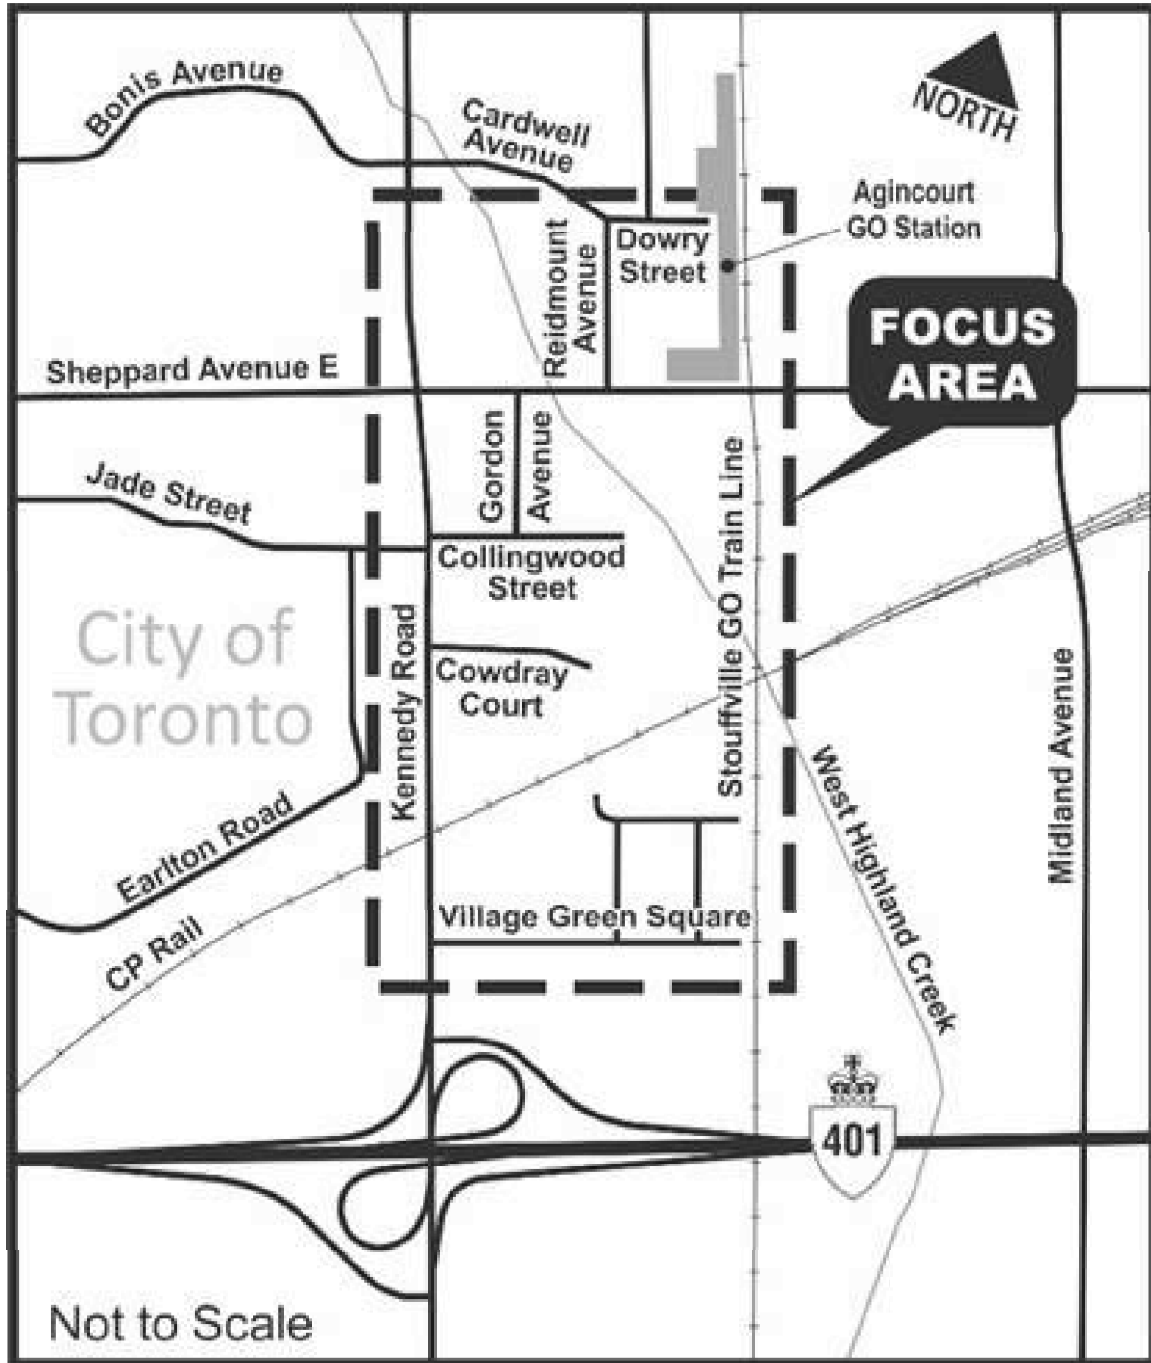 Bonis Avenue
Cardwell
Avenue
NORTH
Agincourt
GO Station
Reidmount
Avenue
Dowry
Street
FOCUS
AREA
Sheppard Avenue E
Gordon
Avenue
Jade Street
Collingwood
Street
Stouffville GO Train Line
City of
Toronto
Kennedy Road
Cowdray
Court
Midland Avenue
West Highland Creek
Earlton Road
CP Rail
Village Green Square
401
Not to Scale